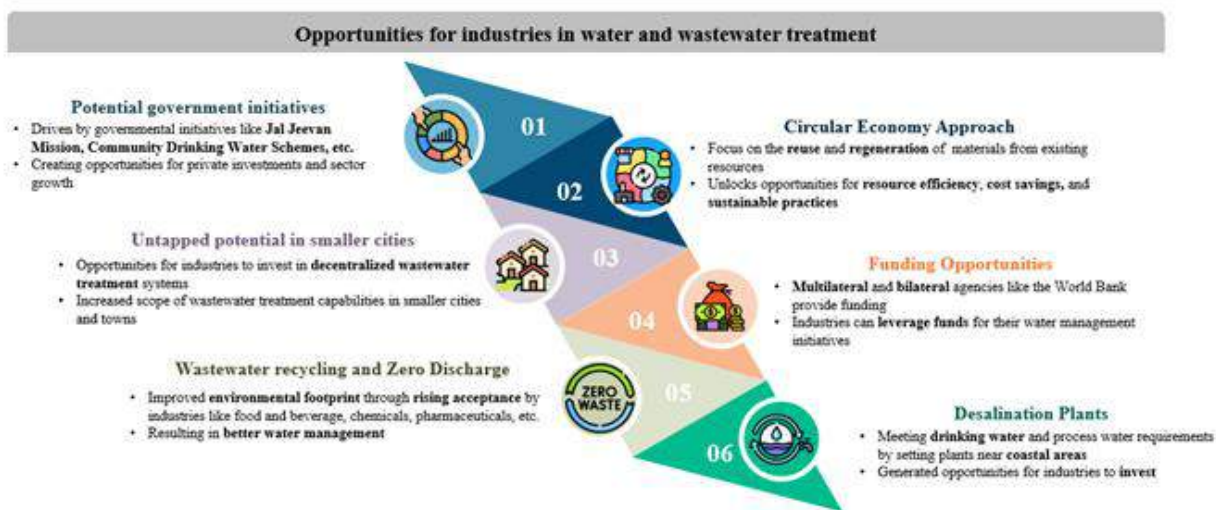 Opportunities for industries in water and wastewater treatment
Potential government initiatives
• Driven by governmental initiatives like Jal Jeevan
Mission, Community Drinking Water Schemes, etc.
• Creating opportunities for private investments and sector
growth
01
Circular Economy Approach
• Focus on the reuse and regeneration of materials from existing
resources
• Unlocks opportunities for resource efficiency, cost savings, and
sustainable practices
02
Untapped potential in smaller cities
• Opportunities for industries to invest in decentralized wastewater
treatment systems
• Increased scope of wastewater treatment capabilities in smaller cities
and towns
03
Funding Opportunities
• Multilateral and bilateral agencies like the World Bank
provide funding
• Industries can leverage funds for their water management
initiatives
04
Wastewater recycling and Zero Discharge
• Improved environmental footprint through rising acceptance by
industries like food and beverage, chemicals, pharmaceuticals, etc.
• Resulting in better water management
ZERO
WASTE
05
Desalination Plants
• Meeting drinking water and process water requirements
by setting plants near coastal areas
• Generated opportunities for industries to invest
06